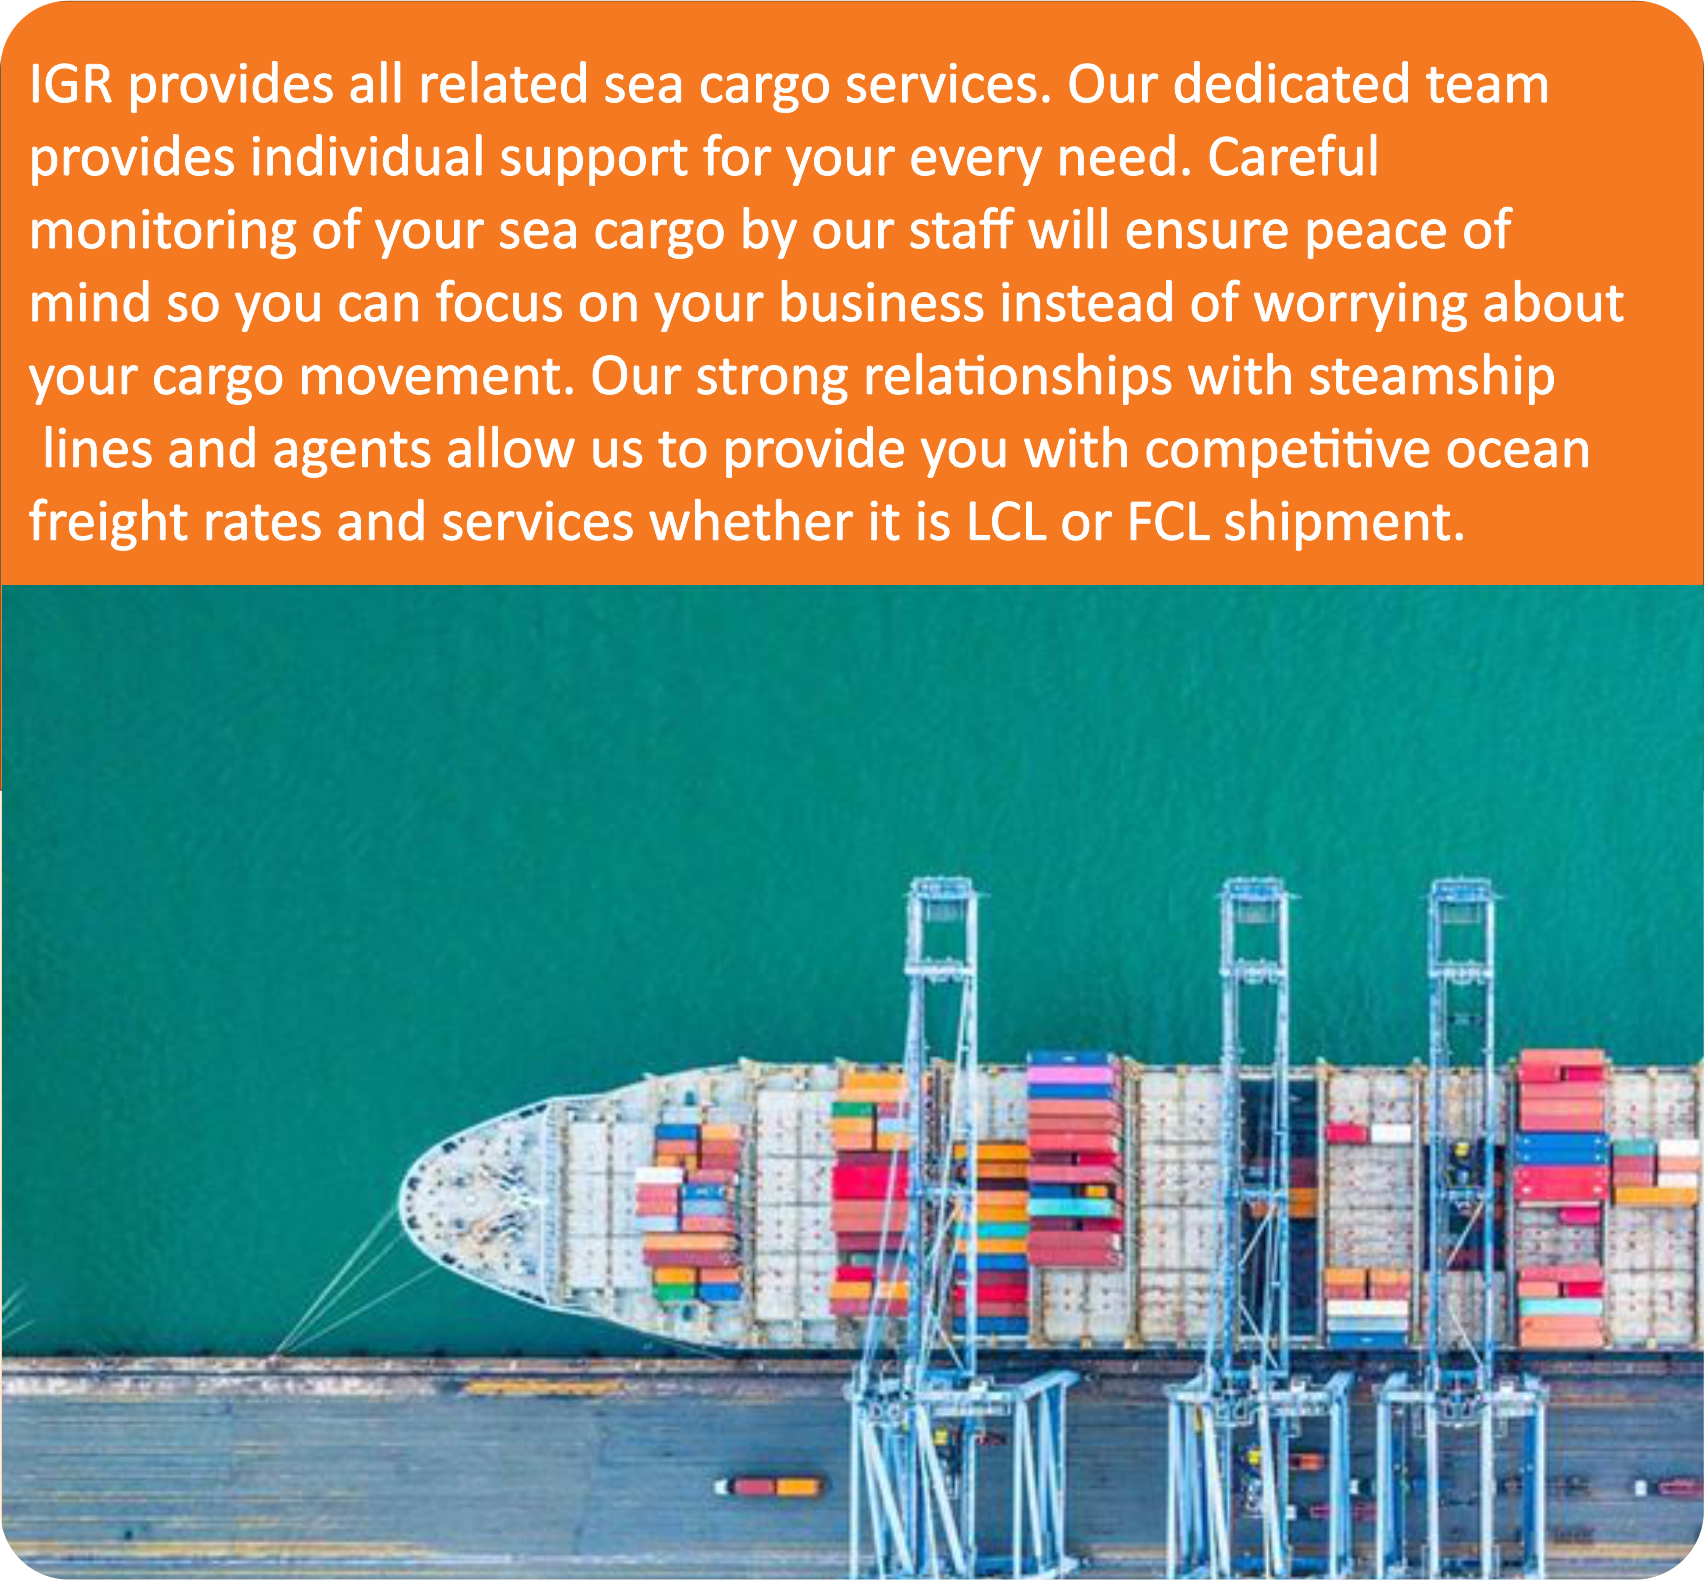 IGR provides all related sea cargo services. Our dedicated team
provides individual support for your every need. Careful
monitoring of your sea cargo by our staff will ensure peace of
mind so you can focus on your business instead of worrying about
your cargo movement. Our strong relationships with steamship
lines and agents allow us to provide you with competitive ocean
freight rates and services whether it is LCL or FCL shipment.